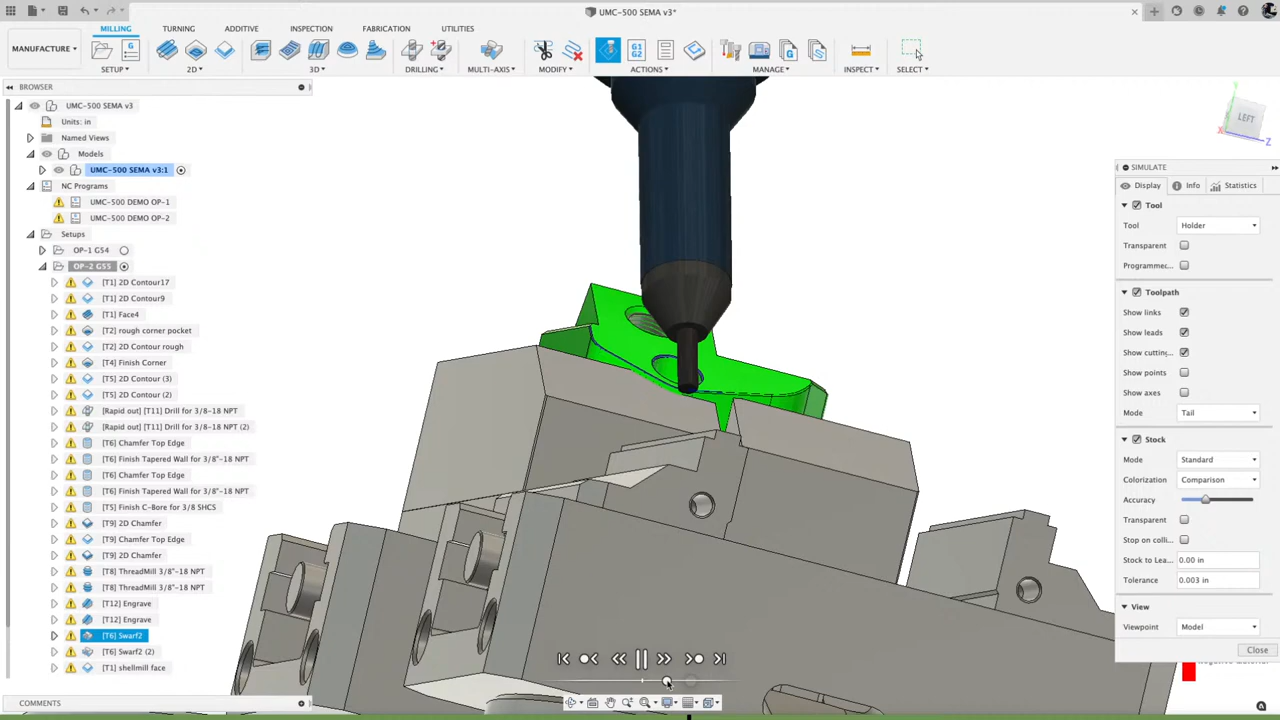 UMC-500 SEMA v3*
MILLING TURNING ADDITIVE INSPECTION FABRICATION UTILITIES
MANUFACTURE
SETUP 2D 3D DRILLING MULTI-AXIS MODIFY ACTIONS MANAGE INSPECT SELECT
G1
G2
BROWSER
UMC-500 SEMA v3
Units: in
Named Views
Models
UMC-500 SEMA v3:1
NC Programs
UMC-500 DEMO OP-1
UMC-500 DEMO OP-2
Setups
OP-1 G54
OP-2 G55
[T1] 2D Contour17
[T1] 2D Contour9
[T1] Face4
[T2] rough corner pocket
[T2] 2D Contour rough
[T4] Finish Corner
[T5] 2D Contour (3)
[T5] 2D Contour (2)
[Rapid out] [T11] Drill for 3/8-18 NPT
[Rapid out] [T11] Drill for 3/8-18 NPT (2)
[T6] Chamfer Top Edge
[T6] Finish Tapered Wall for 3/8"-18 NPT
[T6] Chamfer Top Edge
[T6] Finish Tapered Wall for 3/8"-18 NPT
[T5] Finish C-Bore for 3/8 SHCS
[T9] 2D Chamfer
[T9] Chamfer Top Edge
[T9] 2D Chamfer
[T8] ThreadMill 3/8"-18 NPT
[T8] ThreadMill 3/8"-18 NPT
[T12] Engrave
[T12] Engrave
[T6] Swarf2
[T6] Swarf2 (2)
[T1] shellmill face
COMMENTS
LEFT
X
Z
SIMULATE
Display Info Statistics
Tool
Tool Holder
Transparent
Programmed...
Toolpath
Show links
Show leads
Show cutting...
Show points
Show axes
Mode Tail
Stock
Mode Standard
Colorization Comparison
Accuracy
Transparent
Stop on colli...
Stock to Lea... 0.00 in
Tolerance 0.003 in
View
Viewpoint Model
Close